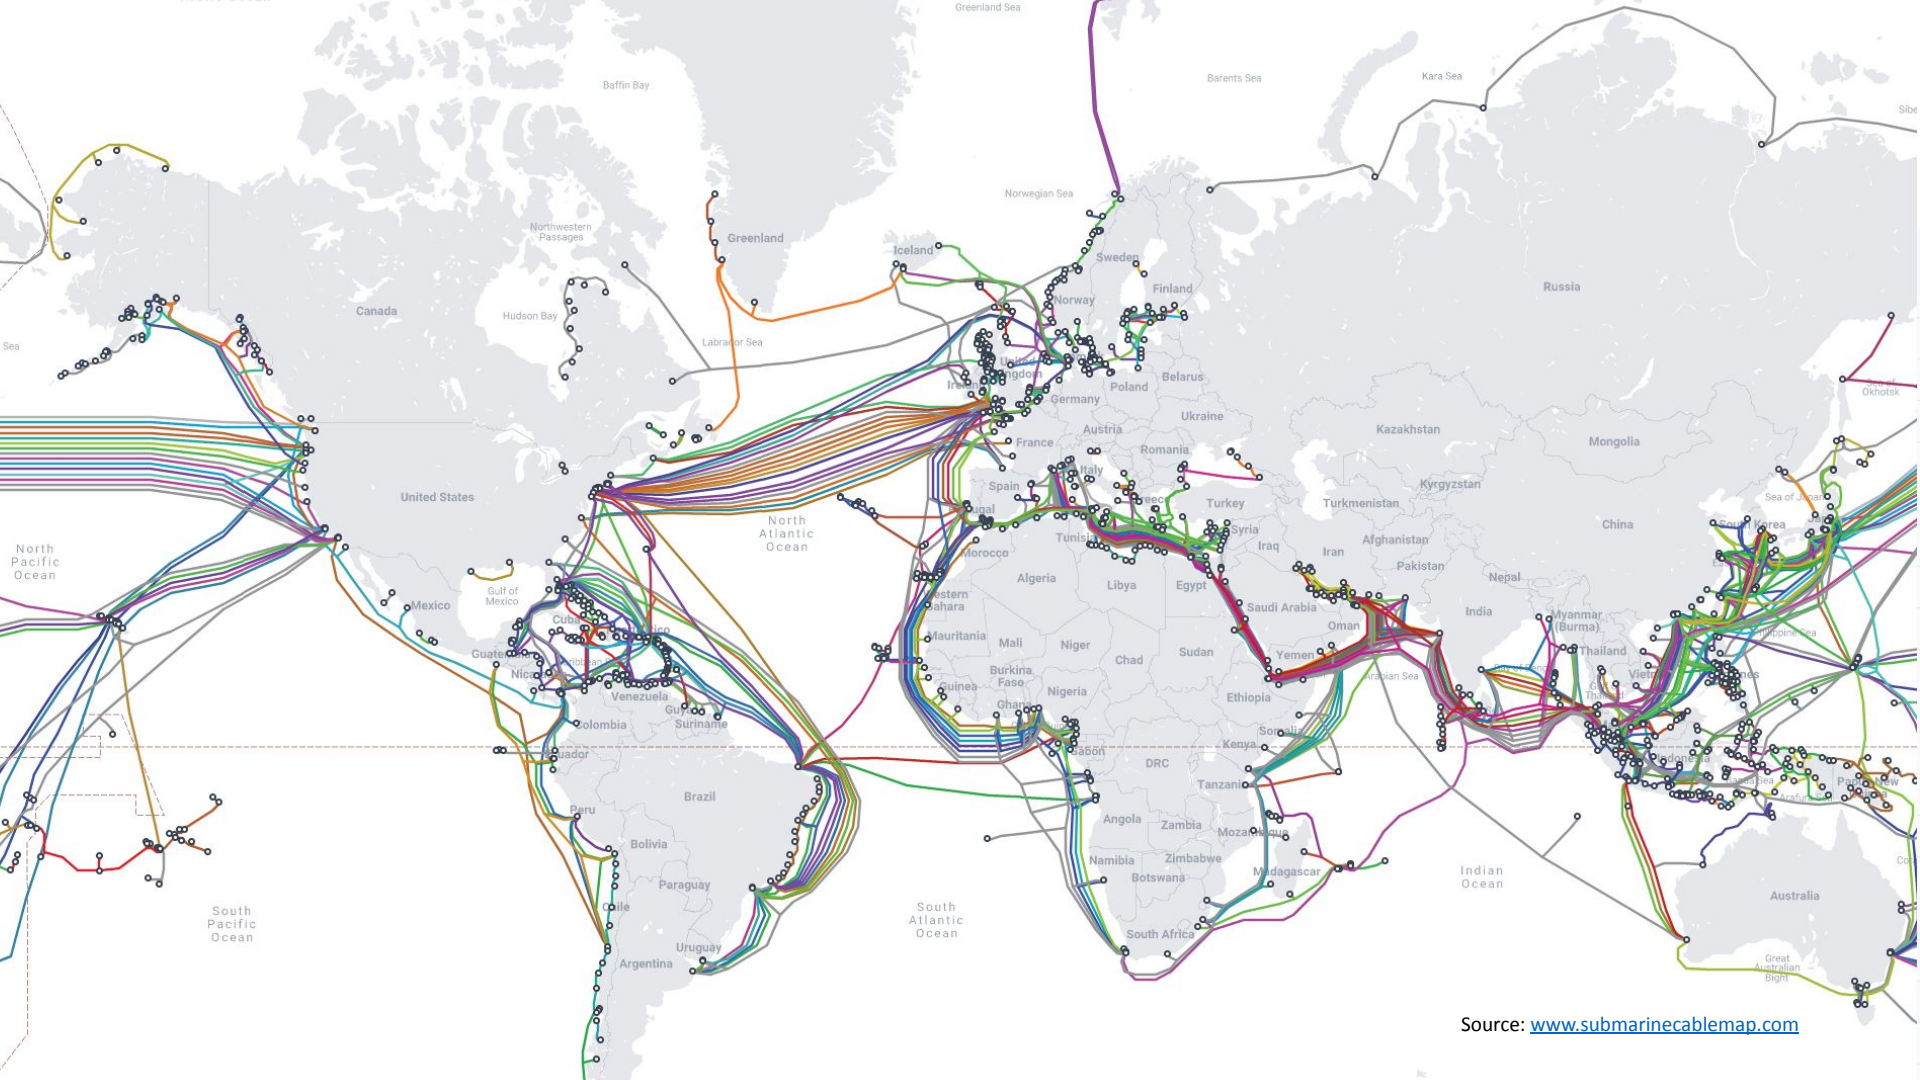 Greenland Sea
Baffin Bay
Barents Sea
Kara Sea
Norwegian Sea
Northwestern
Passages
Greenland
Iceland
Sweden
Finland
Norway
Russia
Canada
Hudson Bay
Labrador Sea
Sea
Poland
Belarus
Germany
Ukraine
Austria
France
Romania
Italy
Spain
Kazakhstan
Mongolia
Okhotsk
United States
North
Atlantic
Ocean
North
Pacific
Ocean
Turkey
Syria
Iraq
Iran
Turkmenistan
Kyrgyzstan
Afghanistan
Pakistan
China
Nepal
India
Myanmar
(Burma)
Thailand
Morocco
Algeria
Libya
Egypt
Saudi Arabia
Oman
Yemen
Arabian Sea
Gulf of
Mexico
Mexico
Cuba
Mauritania
Mali
Niger
Chad
Sudan
Burkina
Faso
Guinea
Ghana
Nigeria
Ethiopia
Kenya
DRC
Tanzania
Venezuela
Suriname
Colombia
Brazil
Peru
Bolivia
Paraguay
Uruguay
Argentina
Angola
Zambia
Zimbabwe
Namibia
Botswana
Madagascar
South Africa
South
Pacific
Ocean
South
Atlantic
Ocean
Indian
Ocean
Australia
Great
Australian
Bight
Source: www.submarinecablemap.com